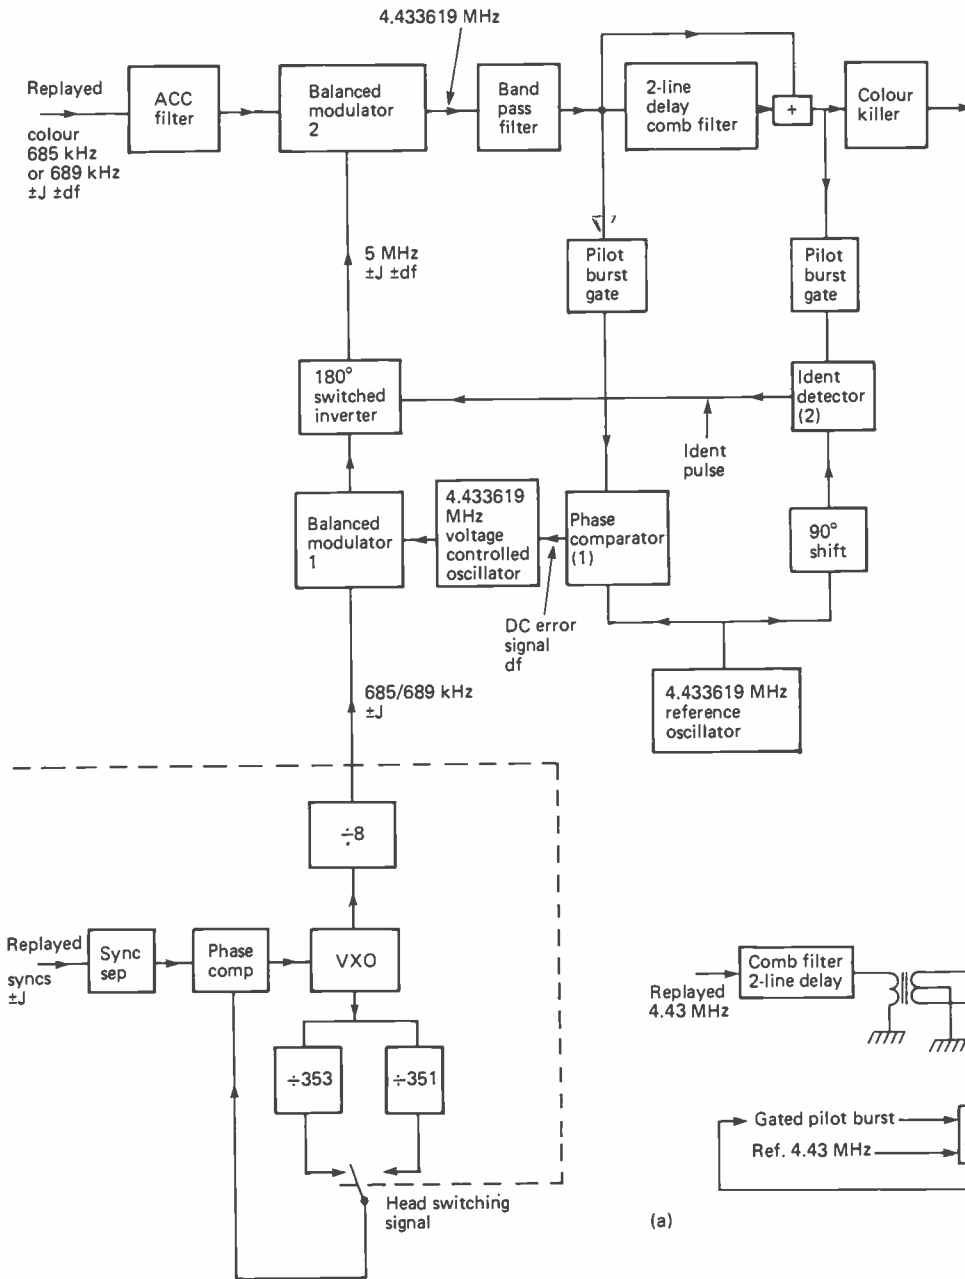 4.433619 MHz
Replayed
colour
685 kHz
or 689 kHz
±J ±df
ACC
filter
Balanced
modulator
2
Band
pass
filter
2-line
delay
comb filter
+
Colour
killer
5 MHz
±J ±df
Pilot
burst
gate
Pilot
burst
gate
180°
switched
inverter
Ident
detector
(2)
Ident
pulse
Balanced
modulator
1
4.433619
MHz
voltage
controlled
oscillator
Phase
comparator
(1)
90°
shift
DC error
signal
df
685/689 kHz
±J
4.433619 MHz
reference
oscillator
÷8
Replayed
syncs
±J
Sync
sep
Phase
comp
VXO
÷353
÷351
Head switching
signal
Comb filter
2-line delay
Replayed
4.43 MHz
Gated pilot burst
Ref. 4.43 MHz
(a)